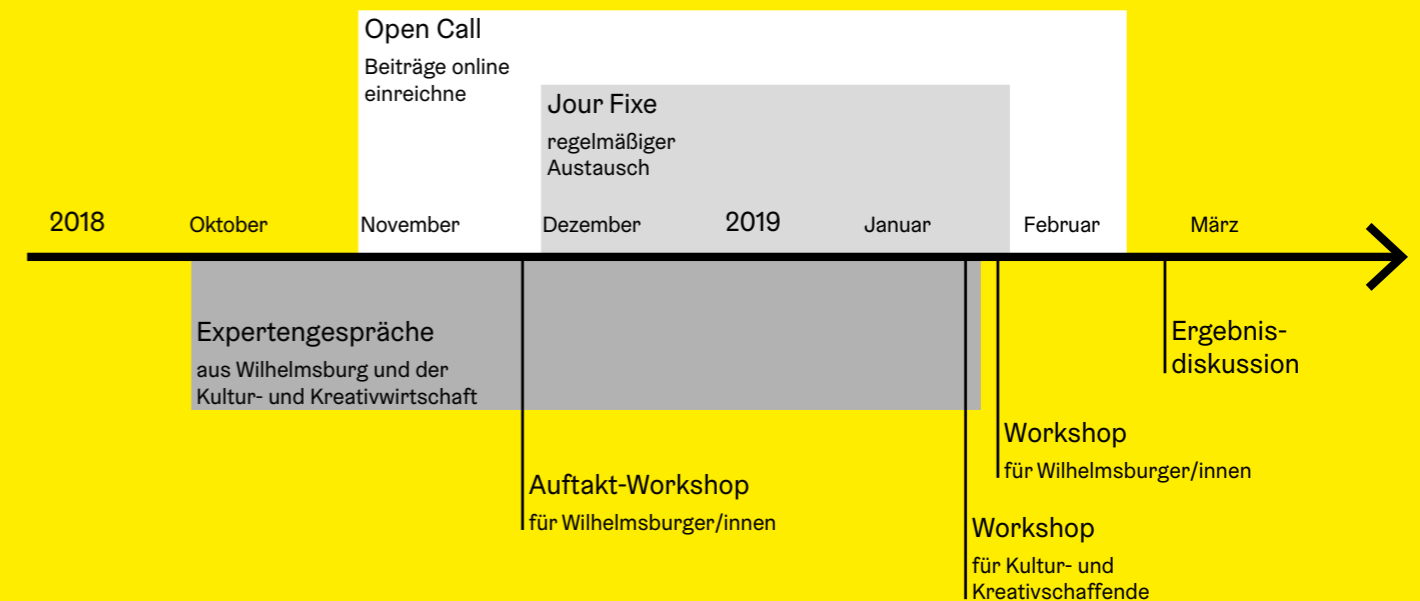 Open Call
Beiträge online
einreichne
Jour Fixe
regelmäßiger
Austausch
2018 Oktober November Dezember 2019 Januar Februar März
Expertengespräche
aus Wilhelmsburg und der
Kultur- und Kreativwirtschaft
Ergebnis-
diskussion
Workshop
für Wilhelmsburger/innen
Auftakt-Workshop
für Wilhelmsburger/innen
Workshop
für Kultur- und
Kreativschaffende